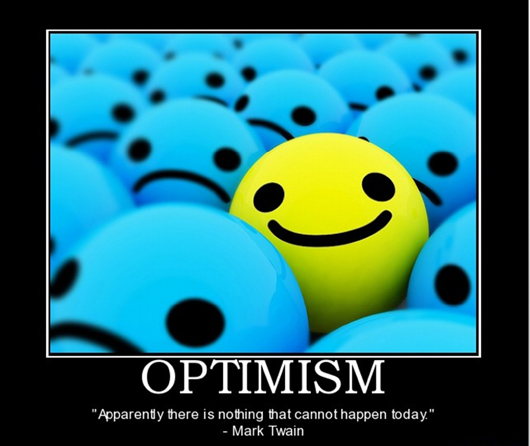 OPTIMISM
"Apparently there is nothing that cannot happen today."
- Mark Twain